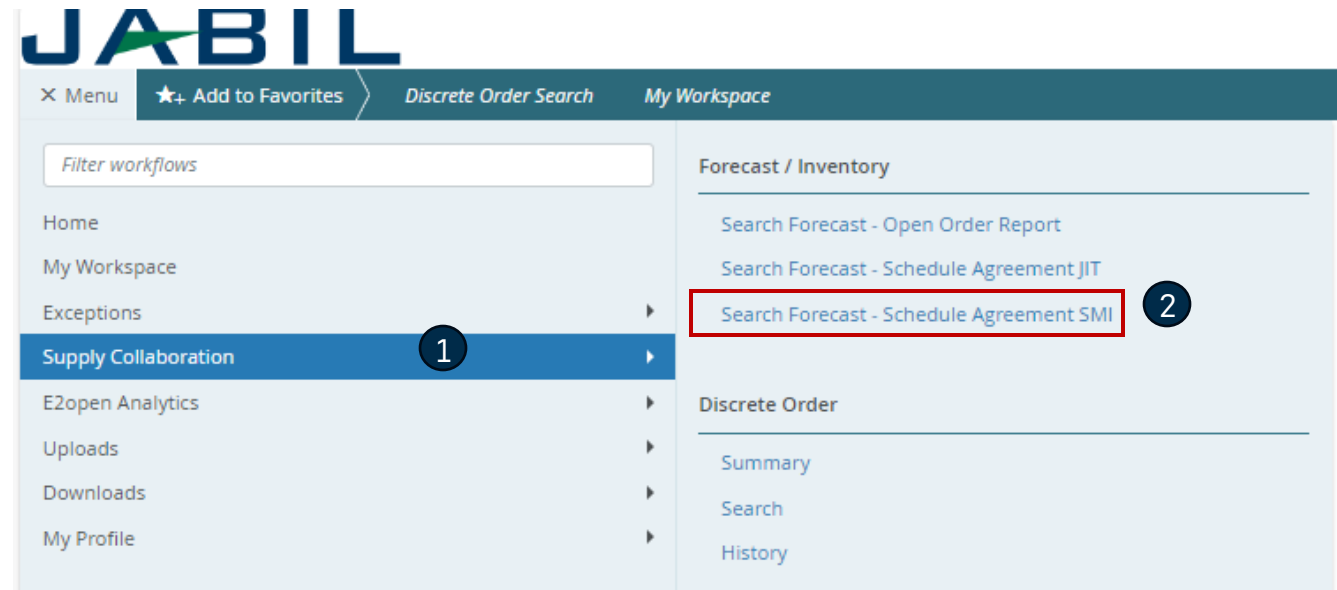 JABIL
× Menu ★+ Add to Favorites Discrete Order Search My Workspace
Filter workflows
Home
My Workspace
Exceptions
Supply Collaboration 1
E2open Analytics
Uploads
Downloads
My Profile
Forecast / Inventory
Search Forecast - Open Order Report
Search Forecast - Schedule Agreement JIT
Search Forecast - Schedule Agreement SMI 2
Discrete Order
Summary
Search
History